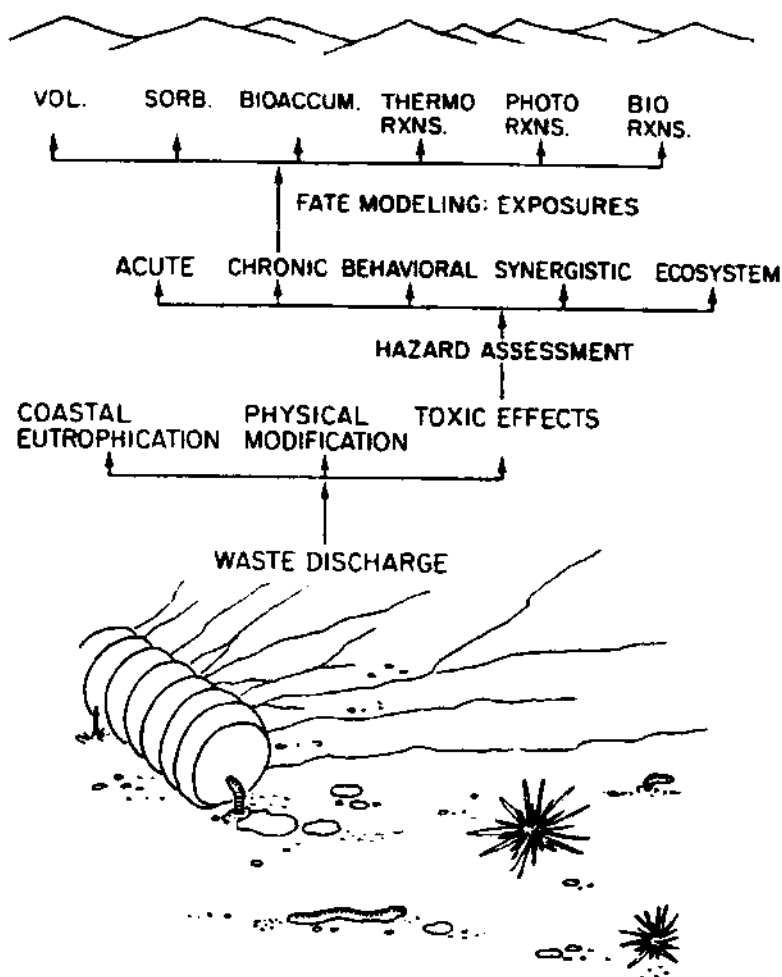 VOL. SORB. BIOACCUM. THERMO RXNS. PHOTO RXNS. BIO RXNS.
FATE MODELING: EXPOSURES
ACUTE CHRONIC BEHAVIORAL SYNERGISTIC ECOSYSTEM
HAZARD ASSESSMENT
COASTAL EUTROPHICATION PHYSICAL MODIFICATION TOXIC EFFECTS
WASTE DISCHARGE